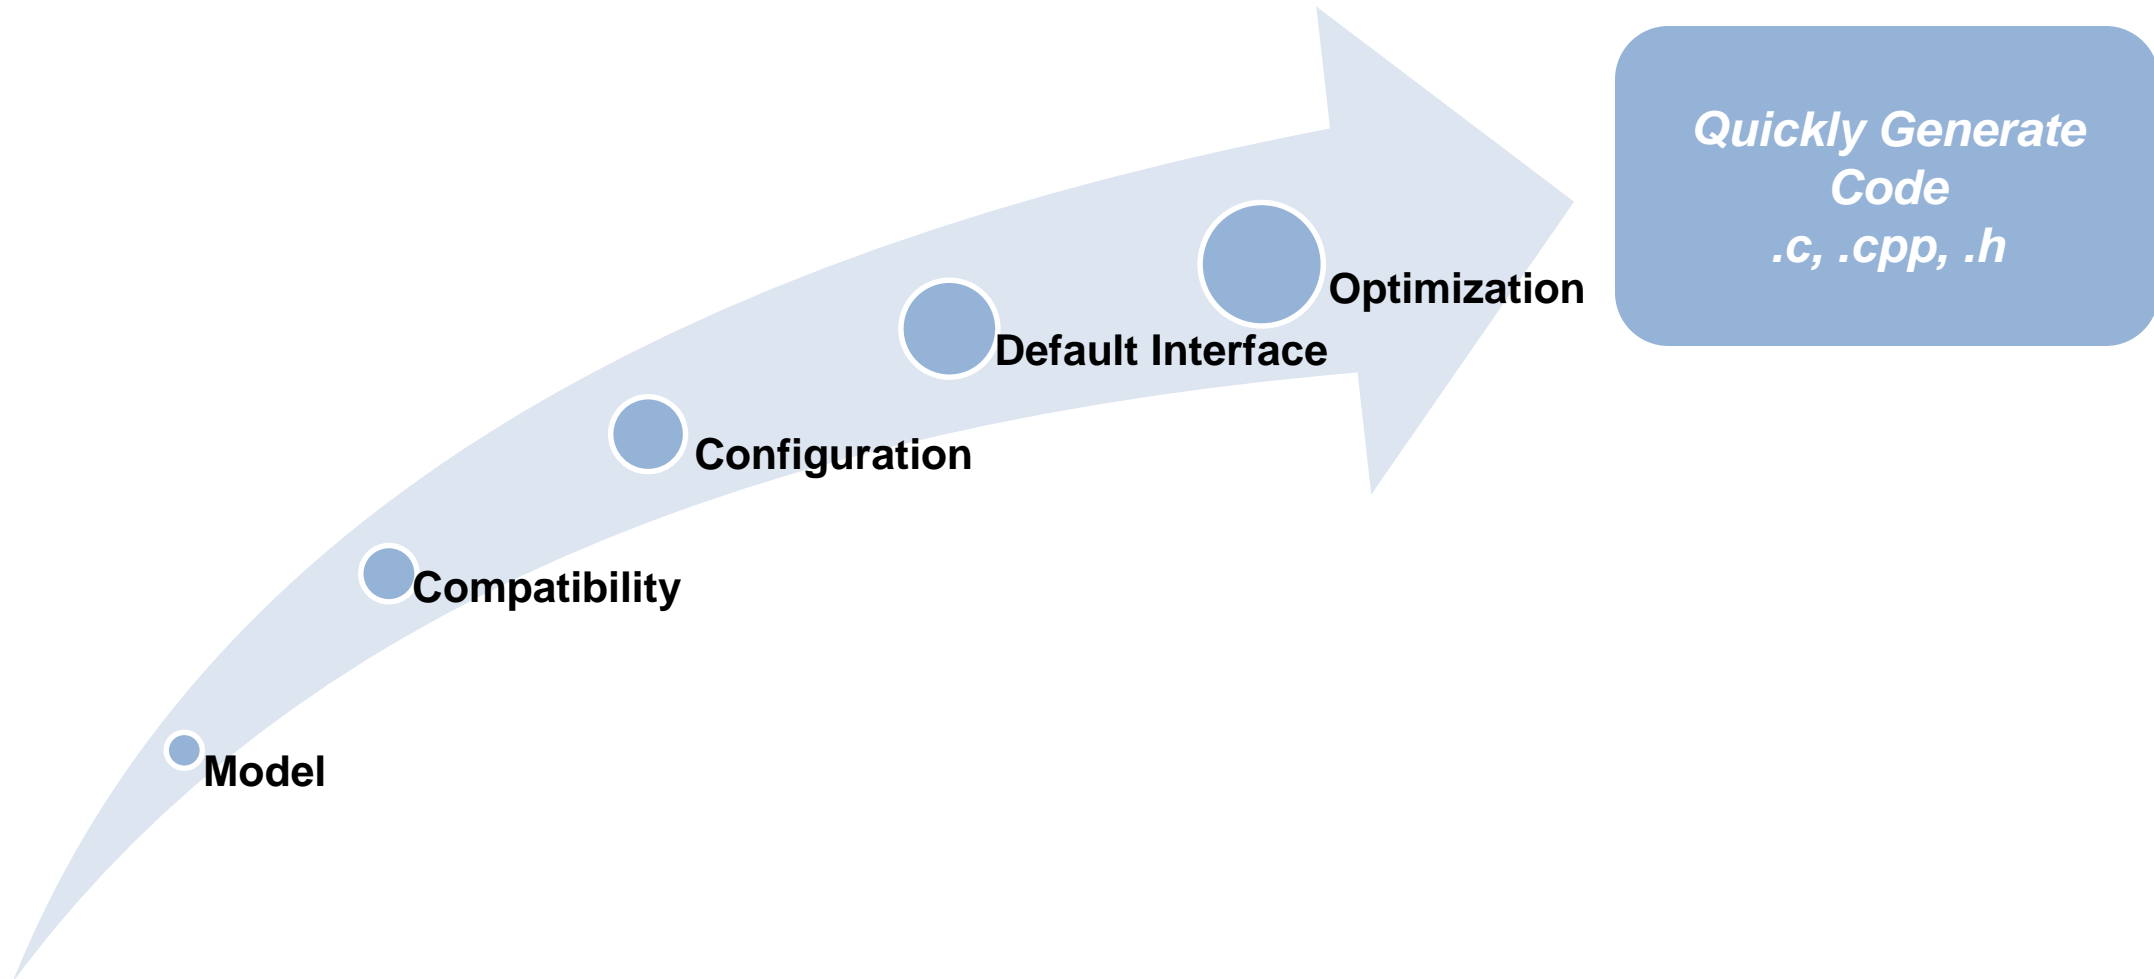 Quickly Generate
Code
.c, .cpp, .h
Optimization
Default Interface
Configuration
Compatibility
Model